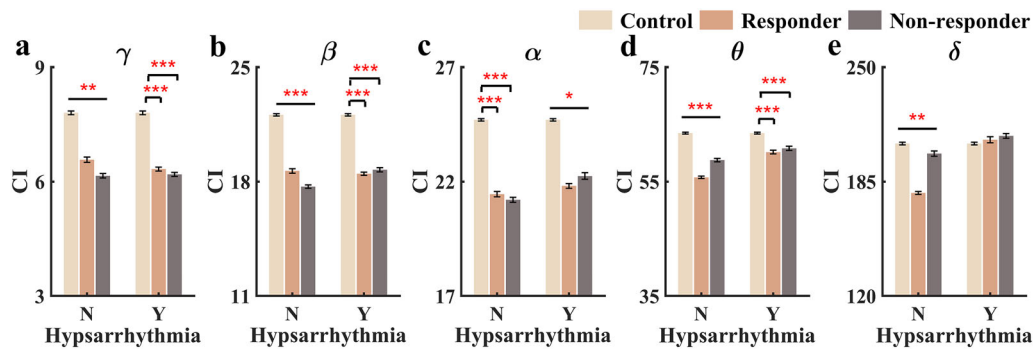 Control Responder Non-responder
a γ b β c α d θ e δ
9 25 27 75 250
** *** *** *** *** *** *** *** * *** *** *** **
CI 6 CI 18 CI 22 CI 55 CI 185
3 11 17 35 120
N Y N Y N Y N Y N Y
Hypsarrhythmia Hypsarrhythmia Hypsarrhythmia Hypsarrhythmia Hypsarrhythmia